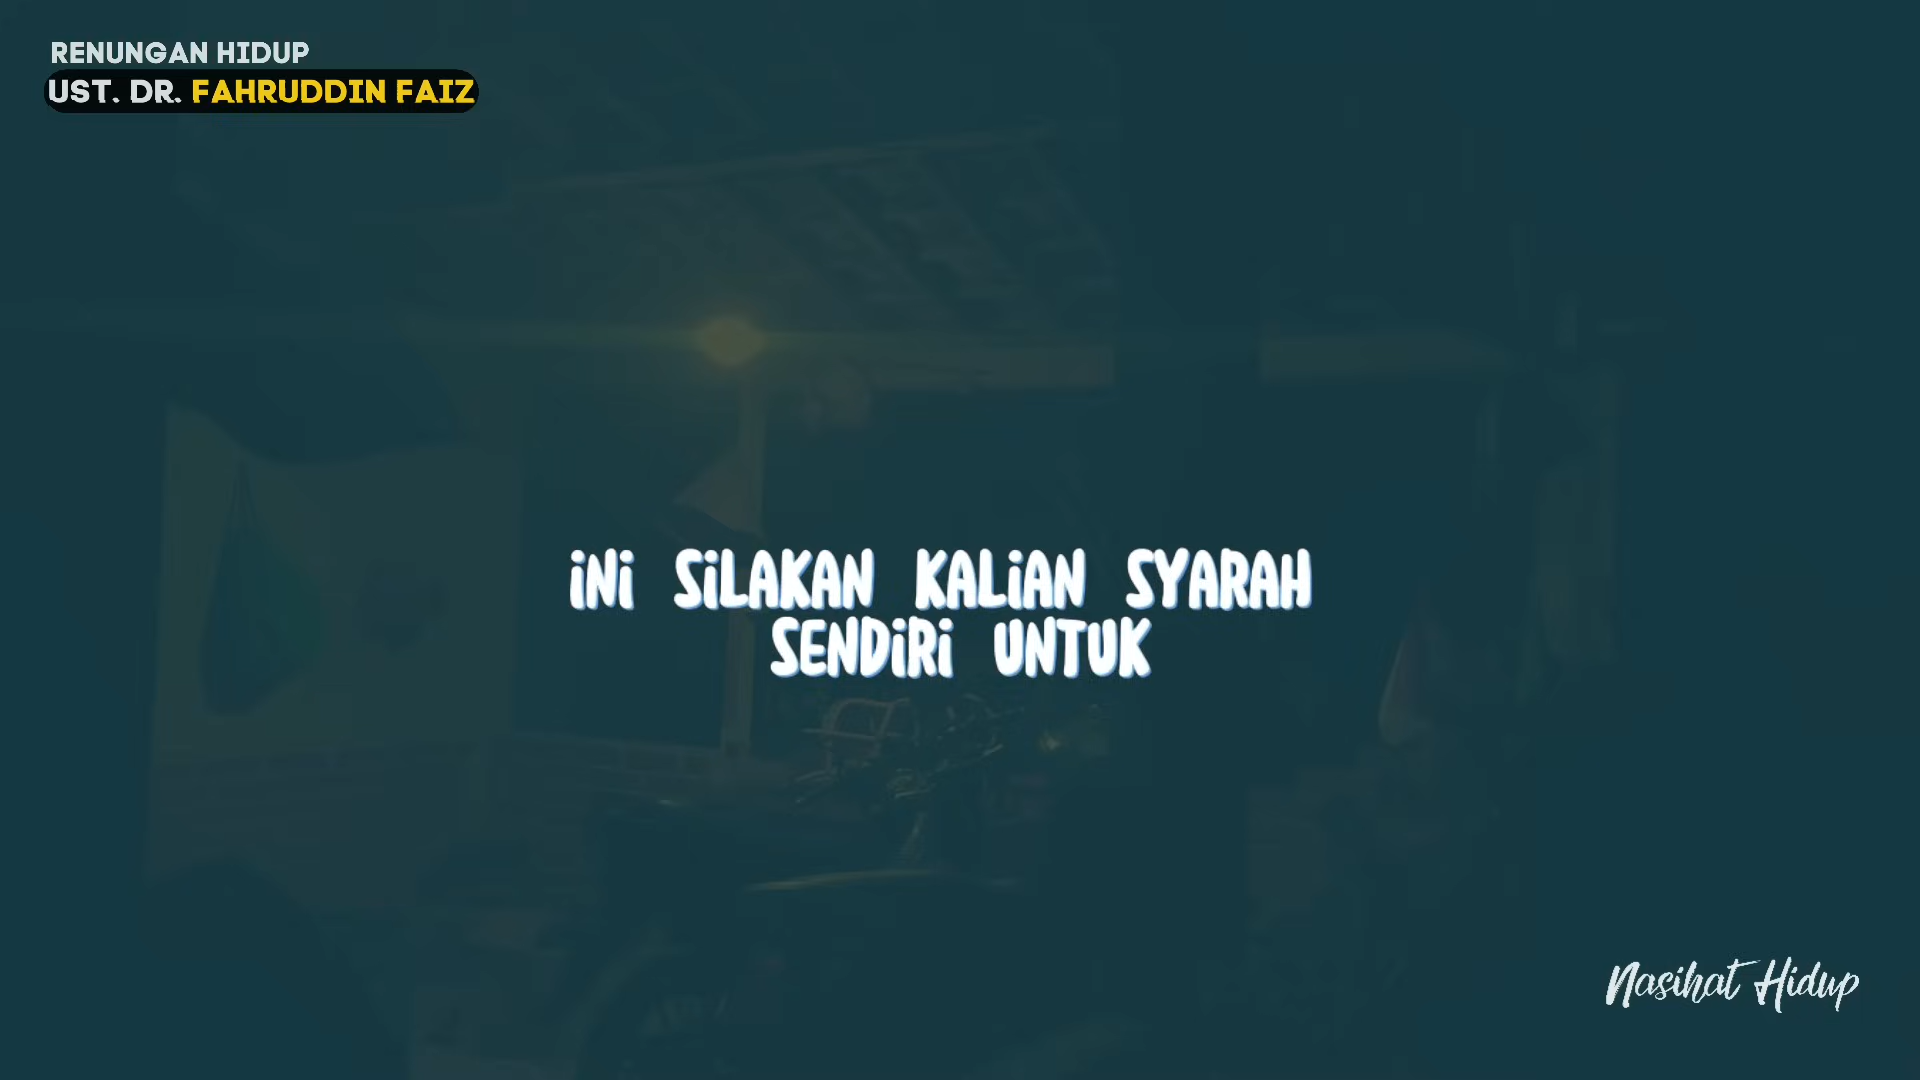 RENUNGAN HIDUP
UST. DR. FAHRUDDIN FAIZ
iNi SiLAKAN KALiAN SYARAH
SENDiRi UNTUK
Nasihat Hidup